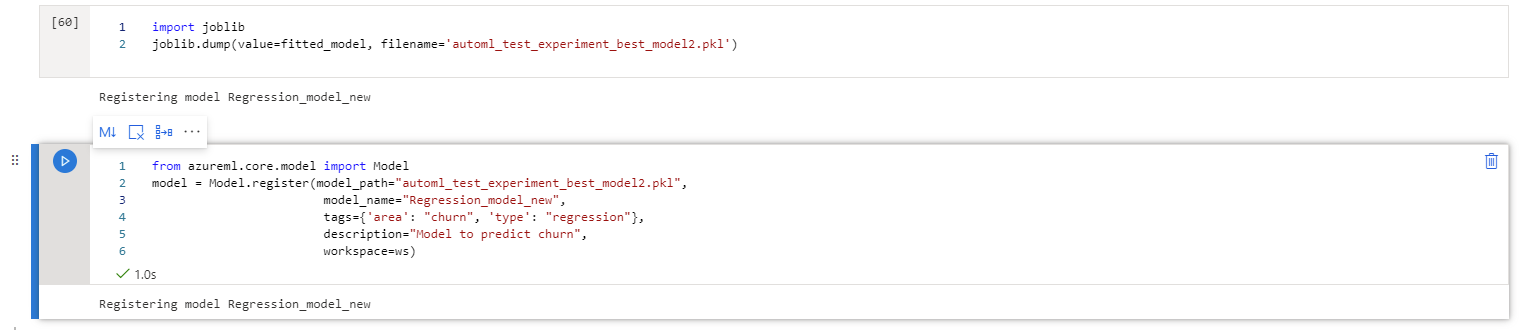 [60]
1 import joblib
2 joblib.dump(value=fitted_model, filename='automl_test_experiment_best_model2.pkl')
Registering model Regression_model_new
M↓ ···
1 from azureml.core.model import Model
2 model = Model.register(model_path="automl_test_experiment_best_model2.pkl",
3 model_name="Regression_model_new",
4 tags={'area': "churn", 'type': "regression"},
5 description="Model to predict churn",
6 workspace=ws)
1.0s
Registering model Regression_model_new